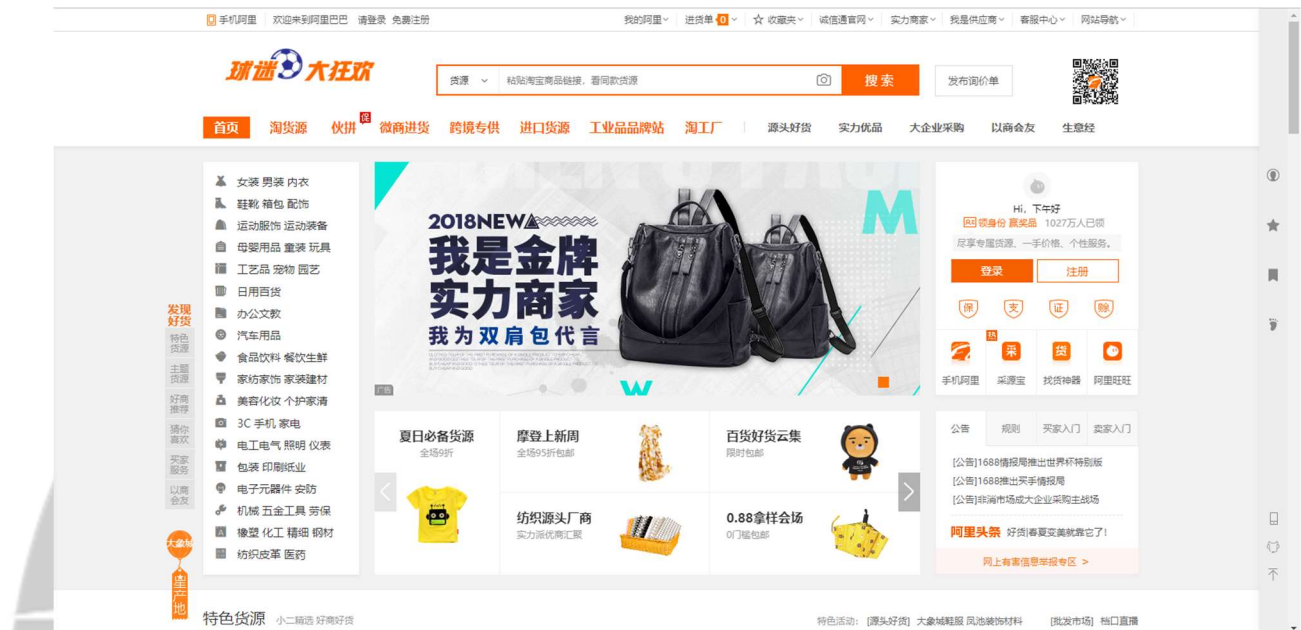 手机阿里 欢迎来到阿里巴巴 请登录 免费注册 我的阿里 进货单 0 收藏夹 诚信通官网 实力商家 我是供应商 客服中心 网站导航
球迷大狂欢
货源 粘贴淘宝商品链接，看同款货源 搜索 发布询价单
首页 淘货源 伙拼 促 微商进货 跨境专供 进口货源 工业品品牌站 淘工厂 源头好货 实力优品 大企业采购 以商会友 生意经
女装 男装 内衣
鞋靴 箱包 配饰
运动服饰 运动装备
母婴用品 童装 玩具
工艺品 宠物 园艺
日用百货
办公文教
汽车用品
食品饮料 餐饮生鲜
家纺家饰 家装建材
美容化妆 个护家清
3C 手机 家电
电工电气 照明 仪表
包装 印刷纸业
电子元器件 安防
机械 五金工具 劳保
橡塑 化工 精细 钢材
纺织皮革 医药
发现
好货
特色
货源
主题
货源
好商
推荐
猜你
喜欢
买家
服务
以商
会友
大象城
星产地
2018NEW
我是金牌
实力商家
我为双肩包代言
M
W
广告
Hi，下午好
领身份 赢奖品 1027万人已领
尽享专属货源、一手价格、个性服务。
登录 注册
保 支 证 赊
热 采 货
手机阿里 采源宝 找货神器 阿里旺旺
夏日必备货源
全场9折
摩登上新周
全场95折包邮
百货好货云集
限时包邮
纺织源头厂商
实力派优商汇聚
0.88拿样会场
0门槛包邮
公告 规则 买家入门 卖家入门
[公告]1688情报局推出世界杯特别版
[公告]1688推出买手情报局
[公告]非消市场成大企业采购主战场
阿里头条 好货|春夏变美就靠它了!
网上有害信息举报专区 >
特色货源 小二精选 好商好货 特色活动： [源头好货] 大象城鞋服 凤池装饰材料 [批发市场] 档口直播